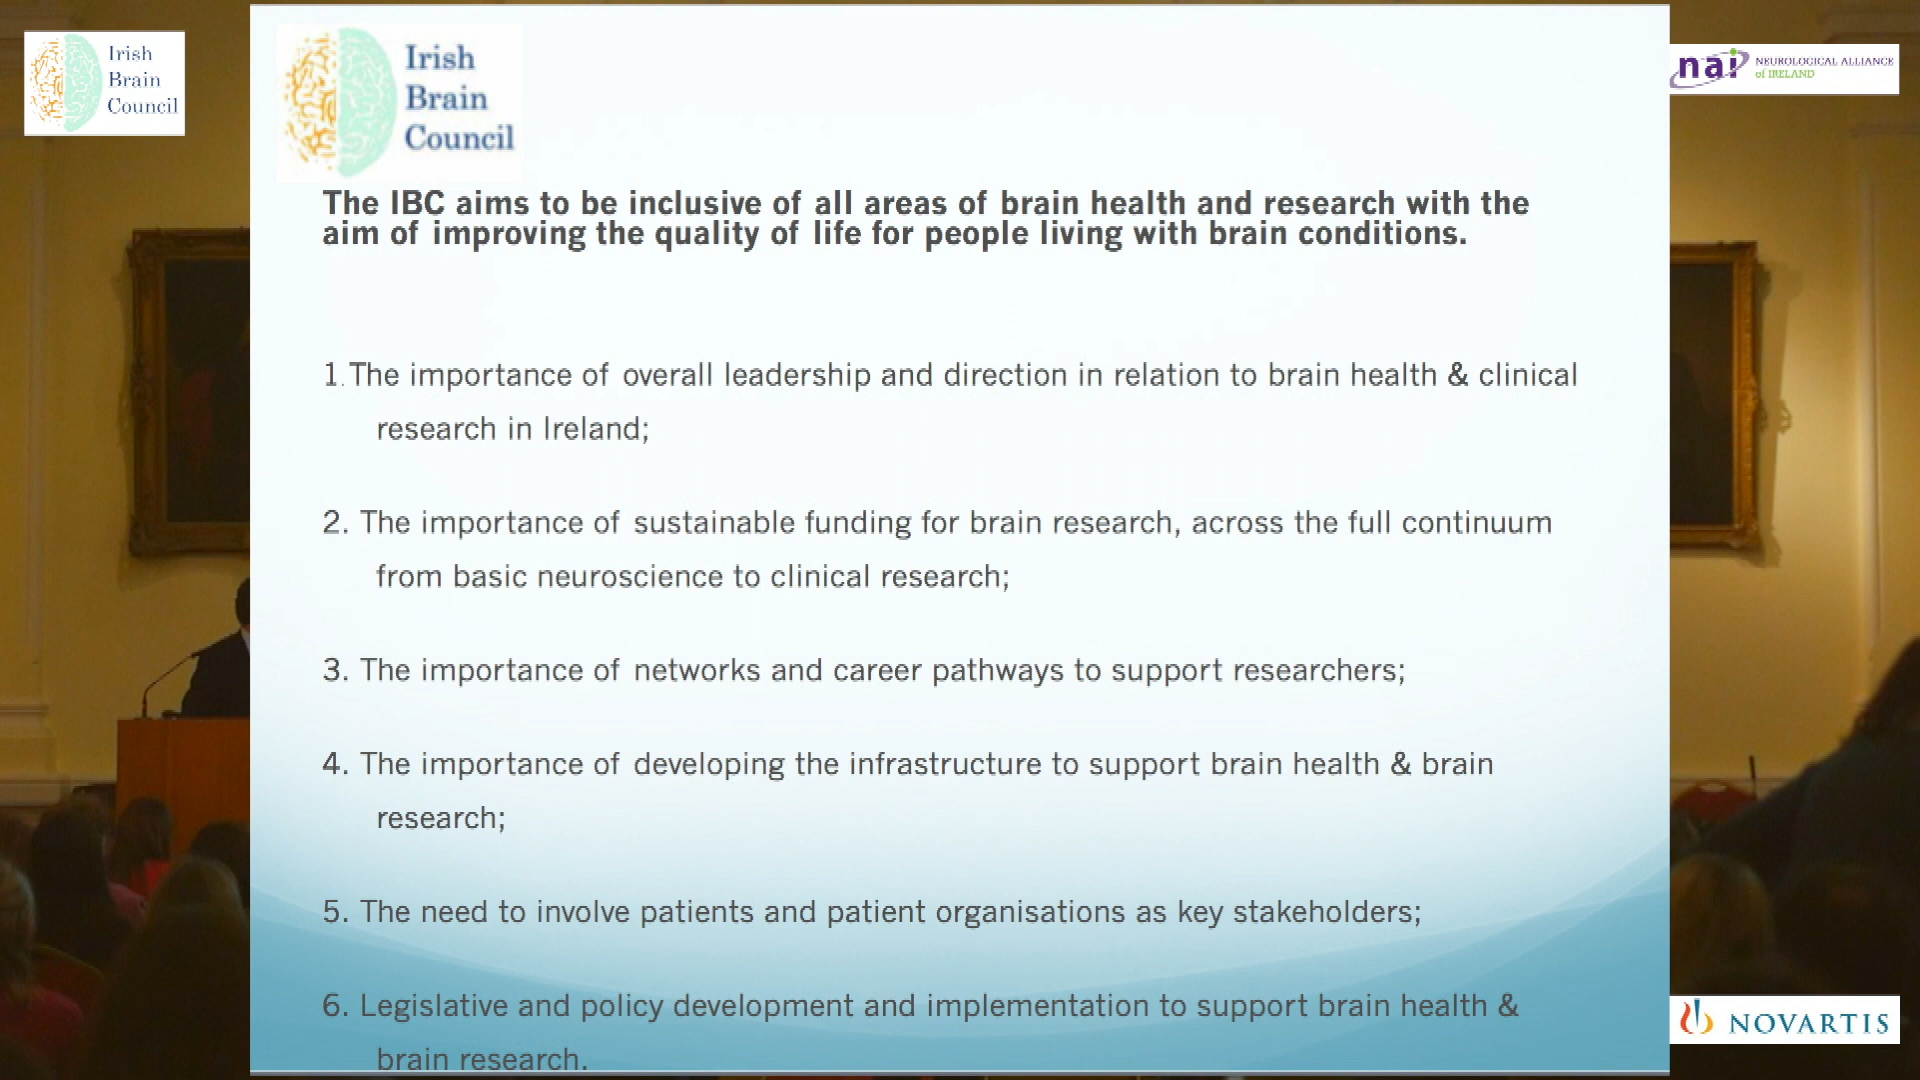 Irish
Brain
Council
Irish
Brain
Council
nai NEUROLOGICAL ALLIANCE
of IRELAND
The IBC aims to be inclusive of all areas of brain health and research with the
aim of improving the quality of life for people living with brain conditions.
1.The importance of overall leadership and direction in relation to brain health & clinical
research in Ireland;
2. The importance of sustainable funding for brain research, across the full continuum
from basic neuroscience to clinical research;
3. The importance of networks and career pathways to support researchers;
4. The importance of developing the infrastructure to support brain health & brain
research;
5. The need to involve patients and patient organisations as key stakeholders;
6. Legislative and policy development and implementation to support brain health &
brain research.
NOVARTIS